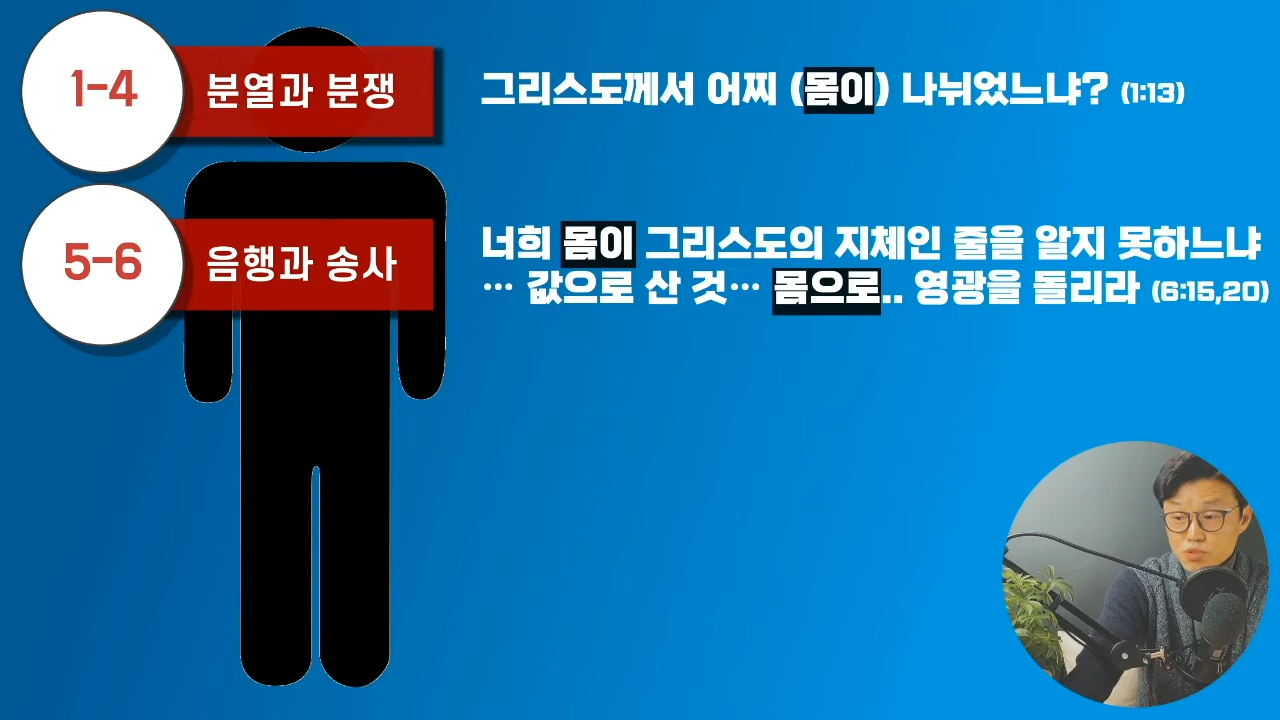 1-4
분열과 분쟁
그리스도께서 어찌 (몸이) 나뉘었느냐? (1:13)
5-6
음행과 송사
너희 몸이 그리스도의 지체인 줄을 알지 못하느냐
… 값으로 산 것… 몸으로.. 영광을 돌리라 (6:15,20)